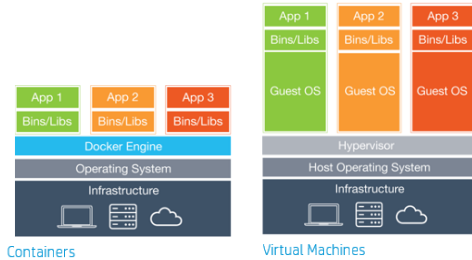 App 1 App 2 App 3
Bins/Libs Bins/Libs Bins/Libs
Docker Engine
Operating System
Infrastructure
Containers
App 1 App 2 App 3
Bins/Libs Bins/Libs Bins/Libs
Guest OS Guest OS Guest OS
Hypervisor
Host Operating System
Infrastructure
Virtual Machines